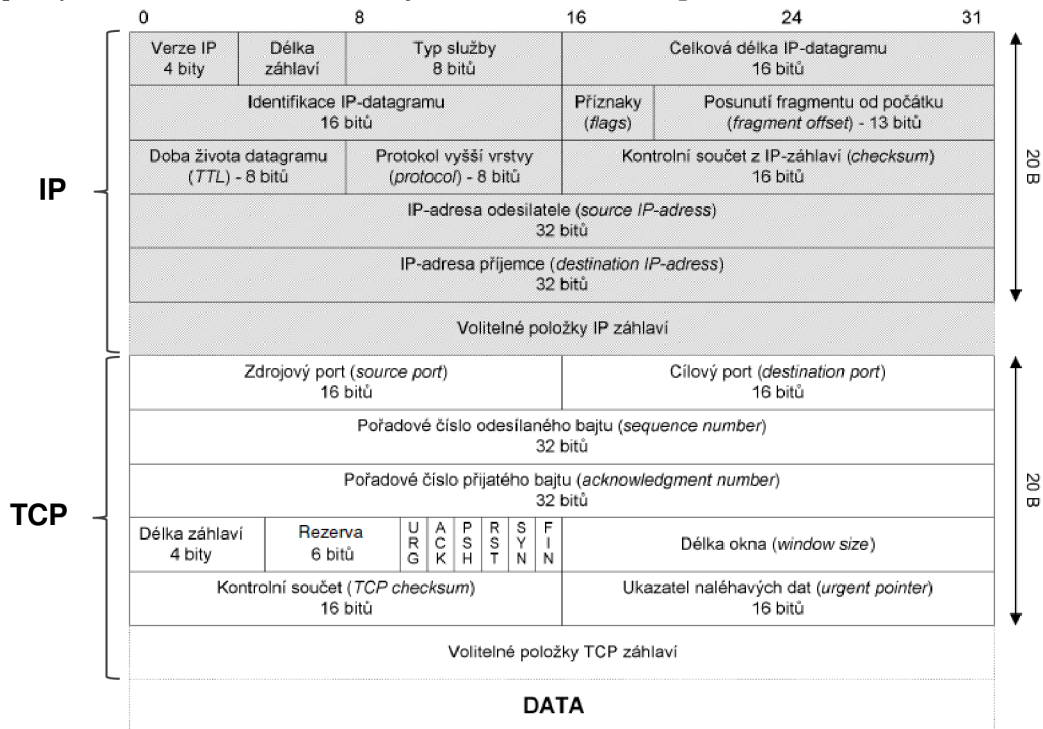 0 8 16 24 31
Verze IP Délka Typ služby Celková délka IP-datagramu
4 bity záhlaví 8 bitů 16 bitů
Identifikace IP-datagramu Příznaky Posunutí fragmentu od počátku
16 bitů (flags) (fragment offset) - 13 bitů
Doba života datagramu Protokol vyšší vrstvy Kontrolní součet z IP-záhlaví (checksum)
(TTL) - 8 bitů (protocol) - 8 bitů 16 bitů
20 B
IP
IP-adresa odesilatele (source IP-adress)
32 bitů
IP-adresa příjemce (destination IP-adress)
32 bitů
Volitelné položky IP záhlaví
Zdrojový port (source port) Cílový port (destination port)
16 bitů 16 bitů
Pořadové číslo odesílaného bajtu (sequence number)
32 bitů
Pořadové číslo přijatého bajtu (acknowledgment number)
32 bitů
20 B
TCP
Délka záhlaví Rezerva URG ACK PSH RST SYN FIN Délka okna (window size)
4 bity 6 bitů
Kontrolní součet (TCP checksum) Ukazatel naléhavých dat (urgent pointer)
16 bitů 16 bitů
Volitelné položky TCP záhlaví
DATA